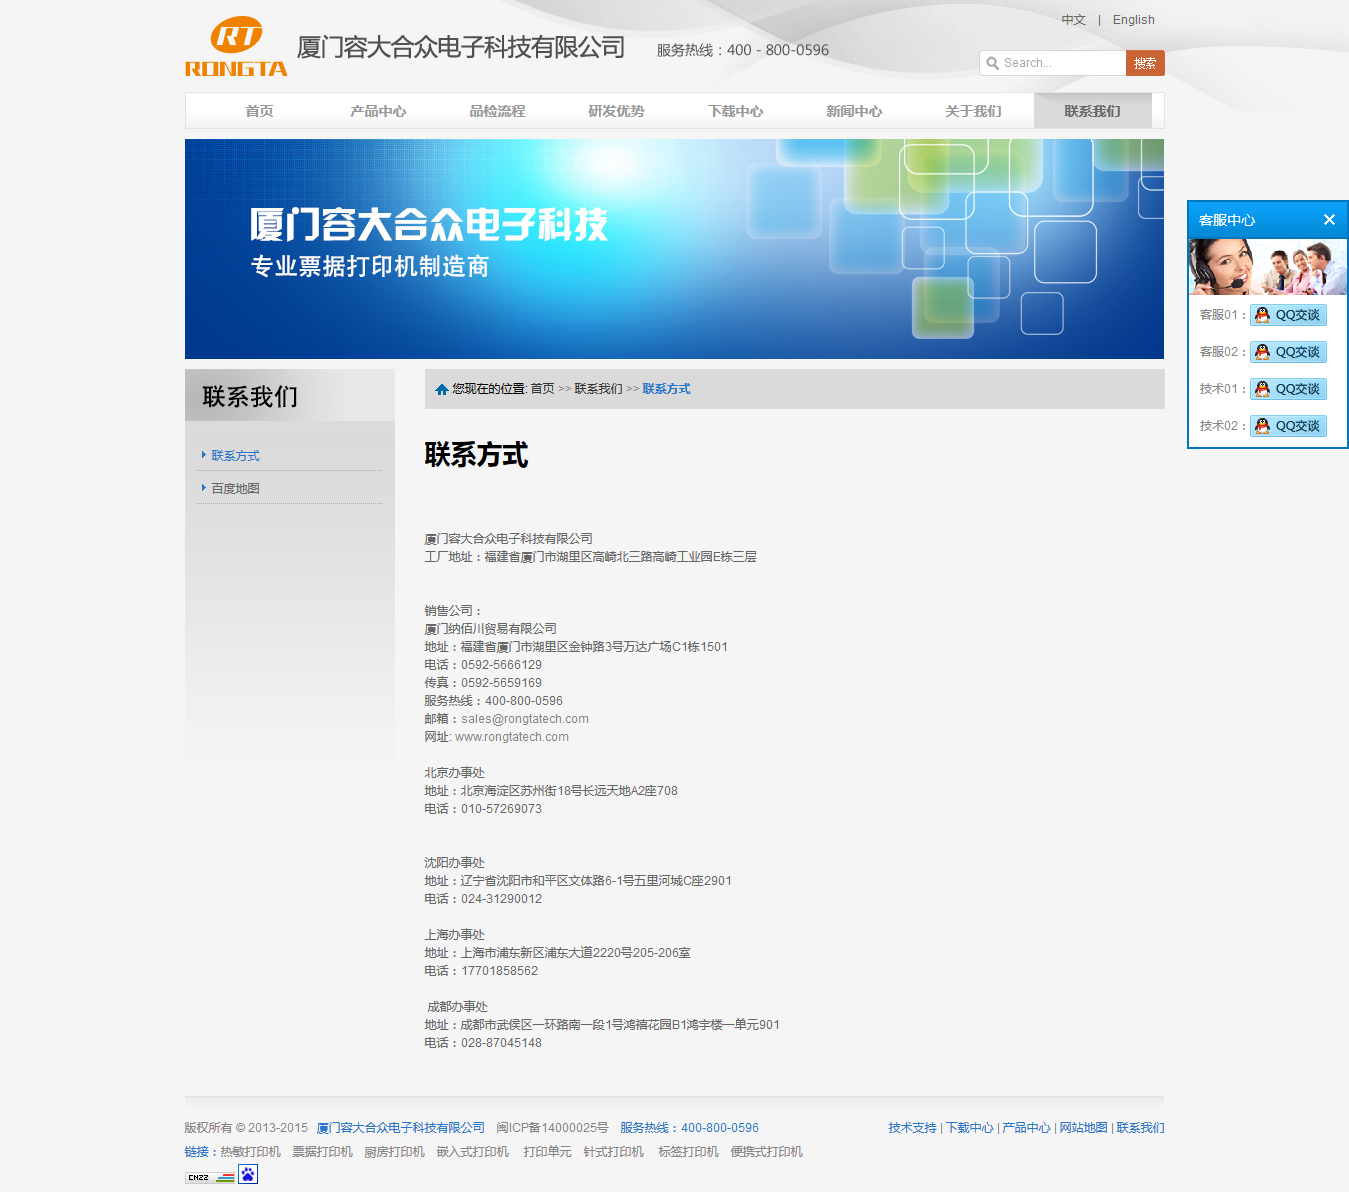 RT
RONGTA
厦门容大合众电子科技有限公司
服务热线：400 - 800-0596
中文 | English
Search...
搜索
首页 产品中心 品检流程 研发优势 下载中心 新闻中心 关于我们 联系我们
厦门容大合众电子科技
专业票据打印机制造商
客服中心 ×
客服01： QQ交谈
客服02： QQ交谈
技术01： QQ交谈
技术02： QQ交谈
联系我们
联系方式
百度地图
您现在的位置: 首页 >> 联系我们 >> 联系方式
联系方式
厦门容大合众电子科技有限公司
工厂地址：福建省厦门市湖里区高崎北三路高崎工业园E栋三层
销售公司：
厦门纳佰川贸易有限公司
地址：福建省厦门市湖里区金钟路3号万达广场C1栋1501
电话：0592-5666129
传真：0592-5659169
服务热线：400-800-0596
邮箱：sales@rongtatech.com
网址: www.rongtatech.com
北京办事处
地址：北京海淀区苏州街18号长远天地A2座708
电话：010-57269073
沈阳办事处
地址：辽宁省沈阳市和平区文体路6-1号五里河城C座2901
电话：024-31290012
上海办事处
地址：上海市浦东新区浦东大道2220号205-206室
电话：17701858562
成都办事处
地址：成都市武侯区一环路南一段1号鸿禧花园B1鸿宇楼一单元901
电话：028-87045148
版权所有 © 2013-2015 厦门容大合众电子科技有限公司 闽ICP备14000025号 服务热线：400-800-0596
技术支持 | 下载中心 | 产品中心 | 网站地图 | 联系我们
链接：热敏打印机 票据打印机 厨房打印机 嵌入式打印机 打印单元 针式打印机 标签打印机 便携式打印机
CNZZ